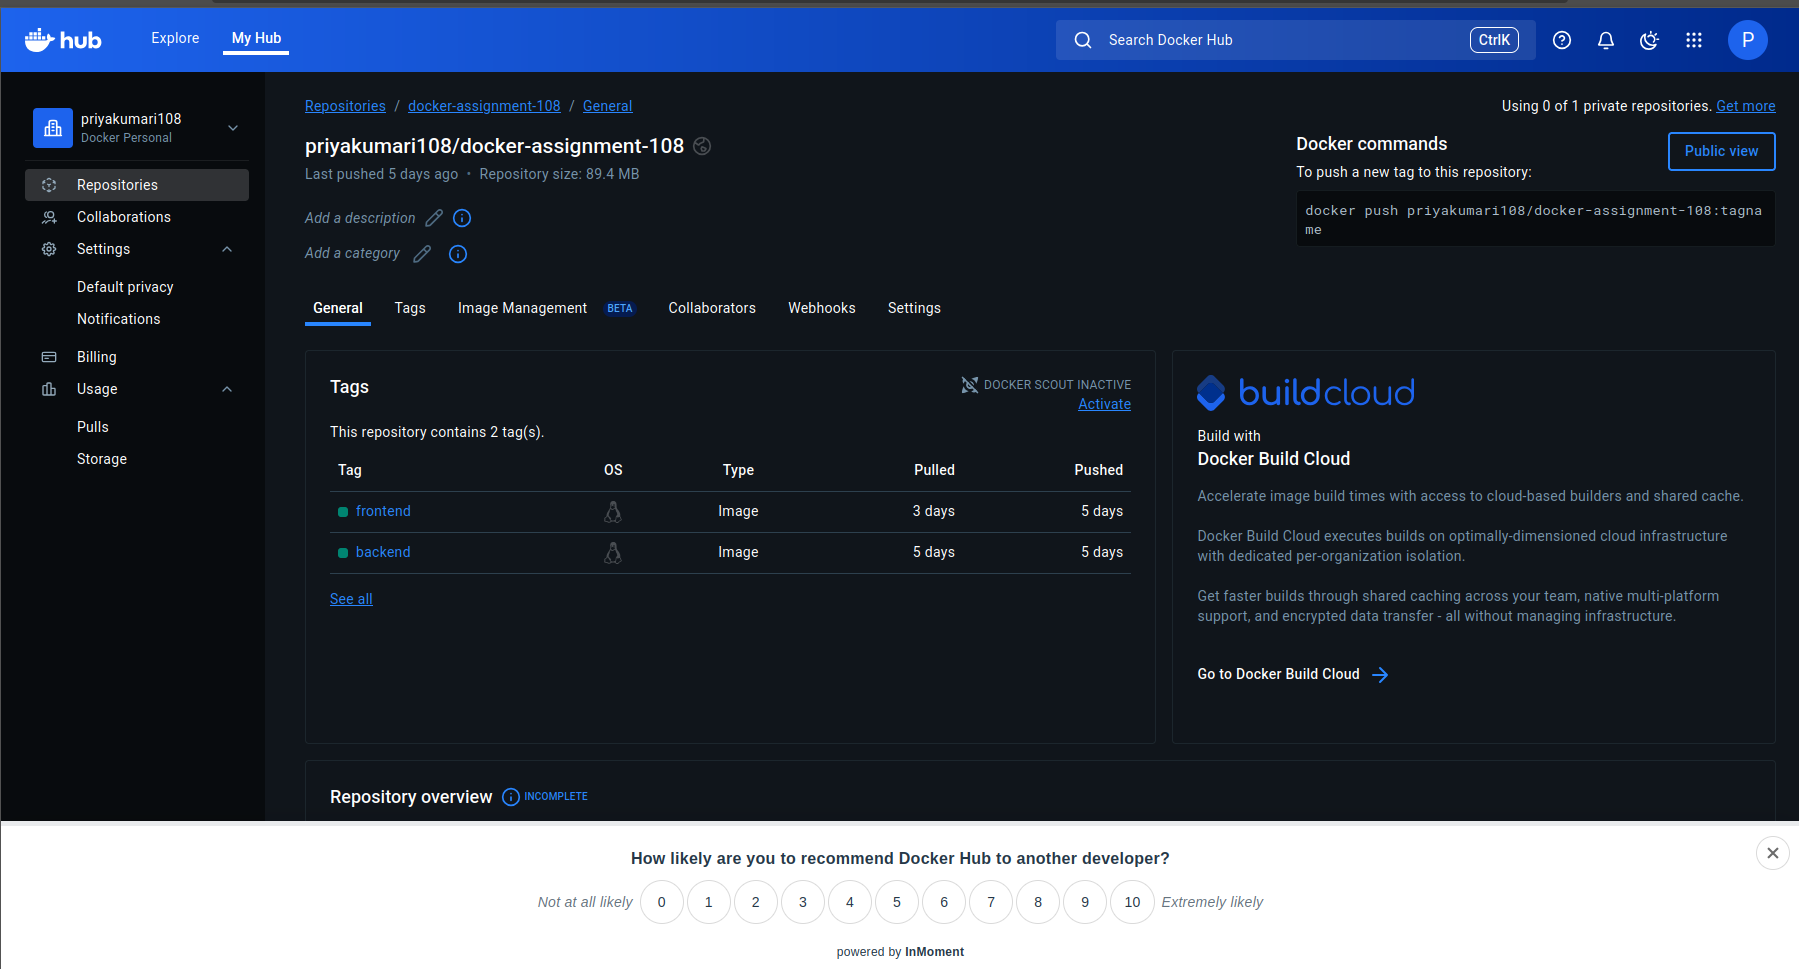 hub
Explore
My Hub
Search Docker Hub
CtrlK
P
priyakumari108
Docker Personal
Repositories
Collaborations
Settings
Default privacy
Notifications
Billing
Usage
Pulls
Storage
Repositories / docker-assignment-108 / General
Using 0 of 1 private repositories. Get more
priyakumari108/docker-assignment-108
Last pushed 5 days ago • Repository size: 89.4 MB
Add a description
Add a category
Docker commands
Public view
To push a new tag to this repository:
docker push priyakumari108/docker-assignment-108:tagna
me
General Tags Image Management BETA Collaborators Webhooks Settings
Tags
DOCKER SCOUT INACTIVE
Activate
This repository contains 2 tag(s).
Tag OS Type Pulled Pushed
frontend Image 3 days 5 days
backend Image 5 days 5 days
See all
buildcloud
Build with
Docker Build Cloud
Accelerate image build times with access to cloud-based builders and shared cache.
Docker Build Cloud executes builds on optimally-dimensioned cloud infrastructure
with dedicated per-organization isolation.
Get faster builds through shared caching across your team, native multi-platform
support, and encrypted data transfer - all without managing infrastructure.
Go to Docker Build Cloud
Repository overview INCOMPLETE
How likely are you to recommend Docker Hub to another developer?
Not at all likely 0 1 2 3 4 5 6 7 8 9 10 Extremely likely
powered by InMoment